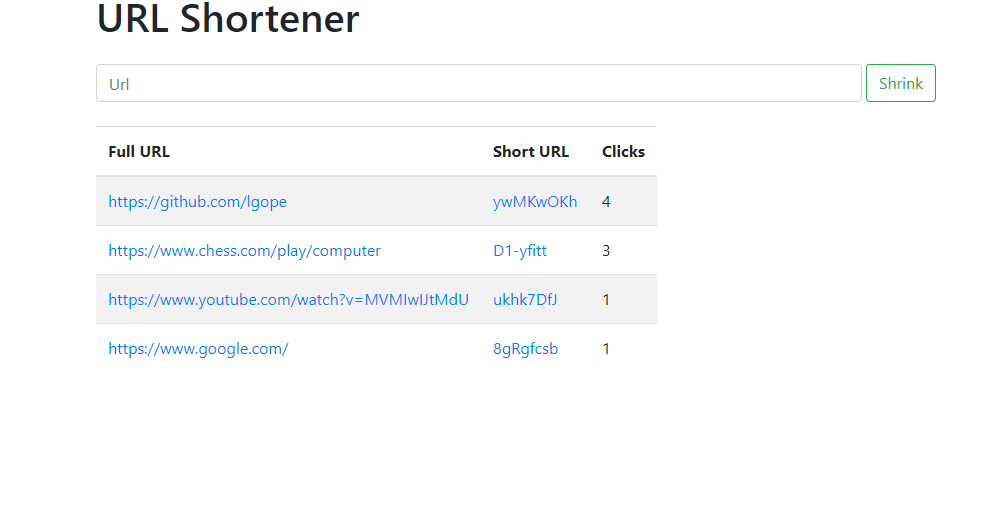 URL Shortener
Url Shrink
Full URL Short URL Clicks
https://github.com/lgope ywMKwOKh 4
https://www.chess.com/play/computer D1-yfitt 3
https://www.youtube.com/watch?v=MVMIwIJtMdU ukhk7DfJ 1
https://www.google.com/ 8gRgfcsb 1